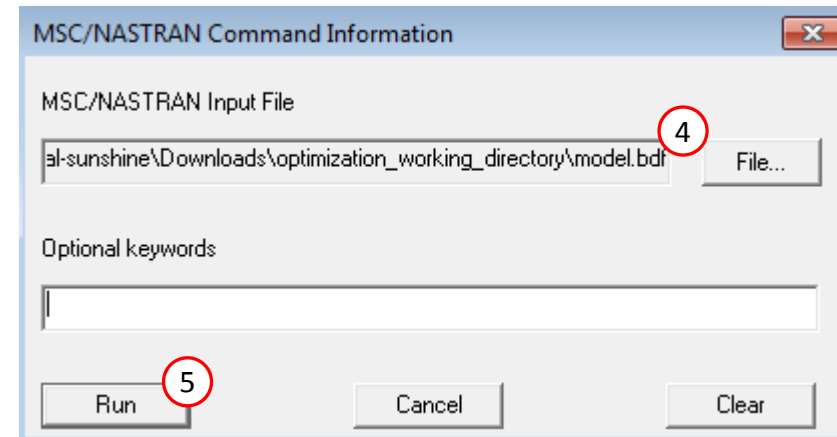 MSC/NASTRAN Command Information
MSC/NASTRAN Input File
4
al-sunshine\Downloads\optimization_working_directory\model.bdf
File...
Optional keywords
5
Run
Cancel
Clear